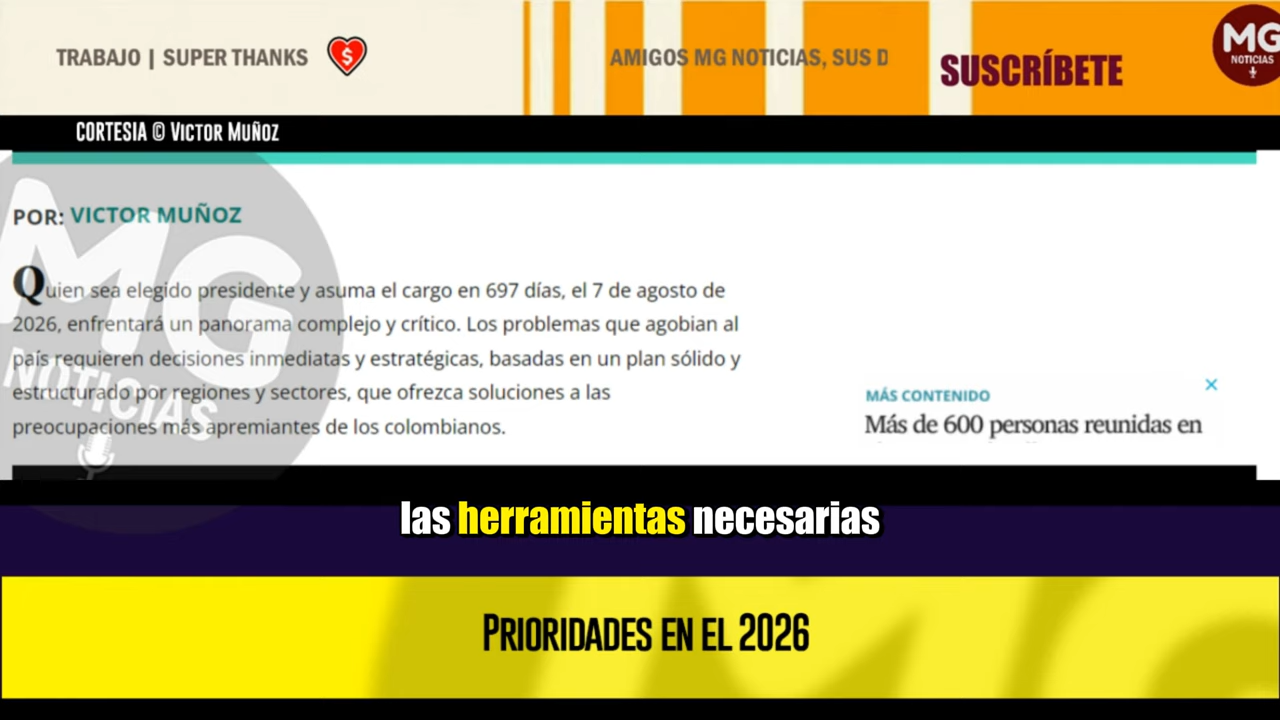 TRABAJO | SUPER THANKS
AMIGOS MG NOTICIAS, SUS D
SUSCRÍBETE
MG
NOTICIAS
CORTESIA © VICTOR MUÑOZ
POR: VICTOR MUÑOZ
Quien sea elegido presidente y asuma el cargo en 697 días, el 7 de agosto de
2026, enfrentará un panorama complejo y crítico. Los problemas que agobian al
país requieren decisiones inmediatas y estratégicas, basadas en un plan sólido y
estructurado por regiones y sectores, que ofrezca soluciones a las
preocupaciones más apremiantes de los colombianos.
MG
NOTICIAS
MÁS CONTENIDO
Más de 600 personas reunidas en
las herramientas necesarias
PRIORIDADES EN EL 2026